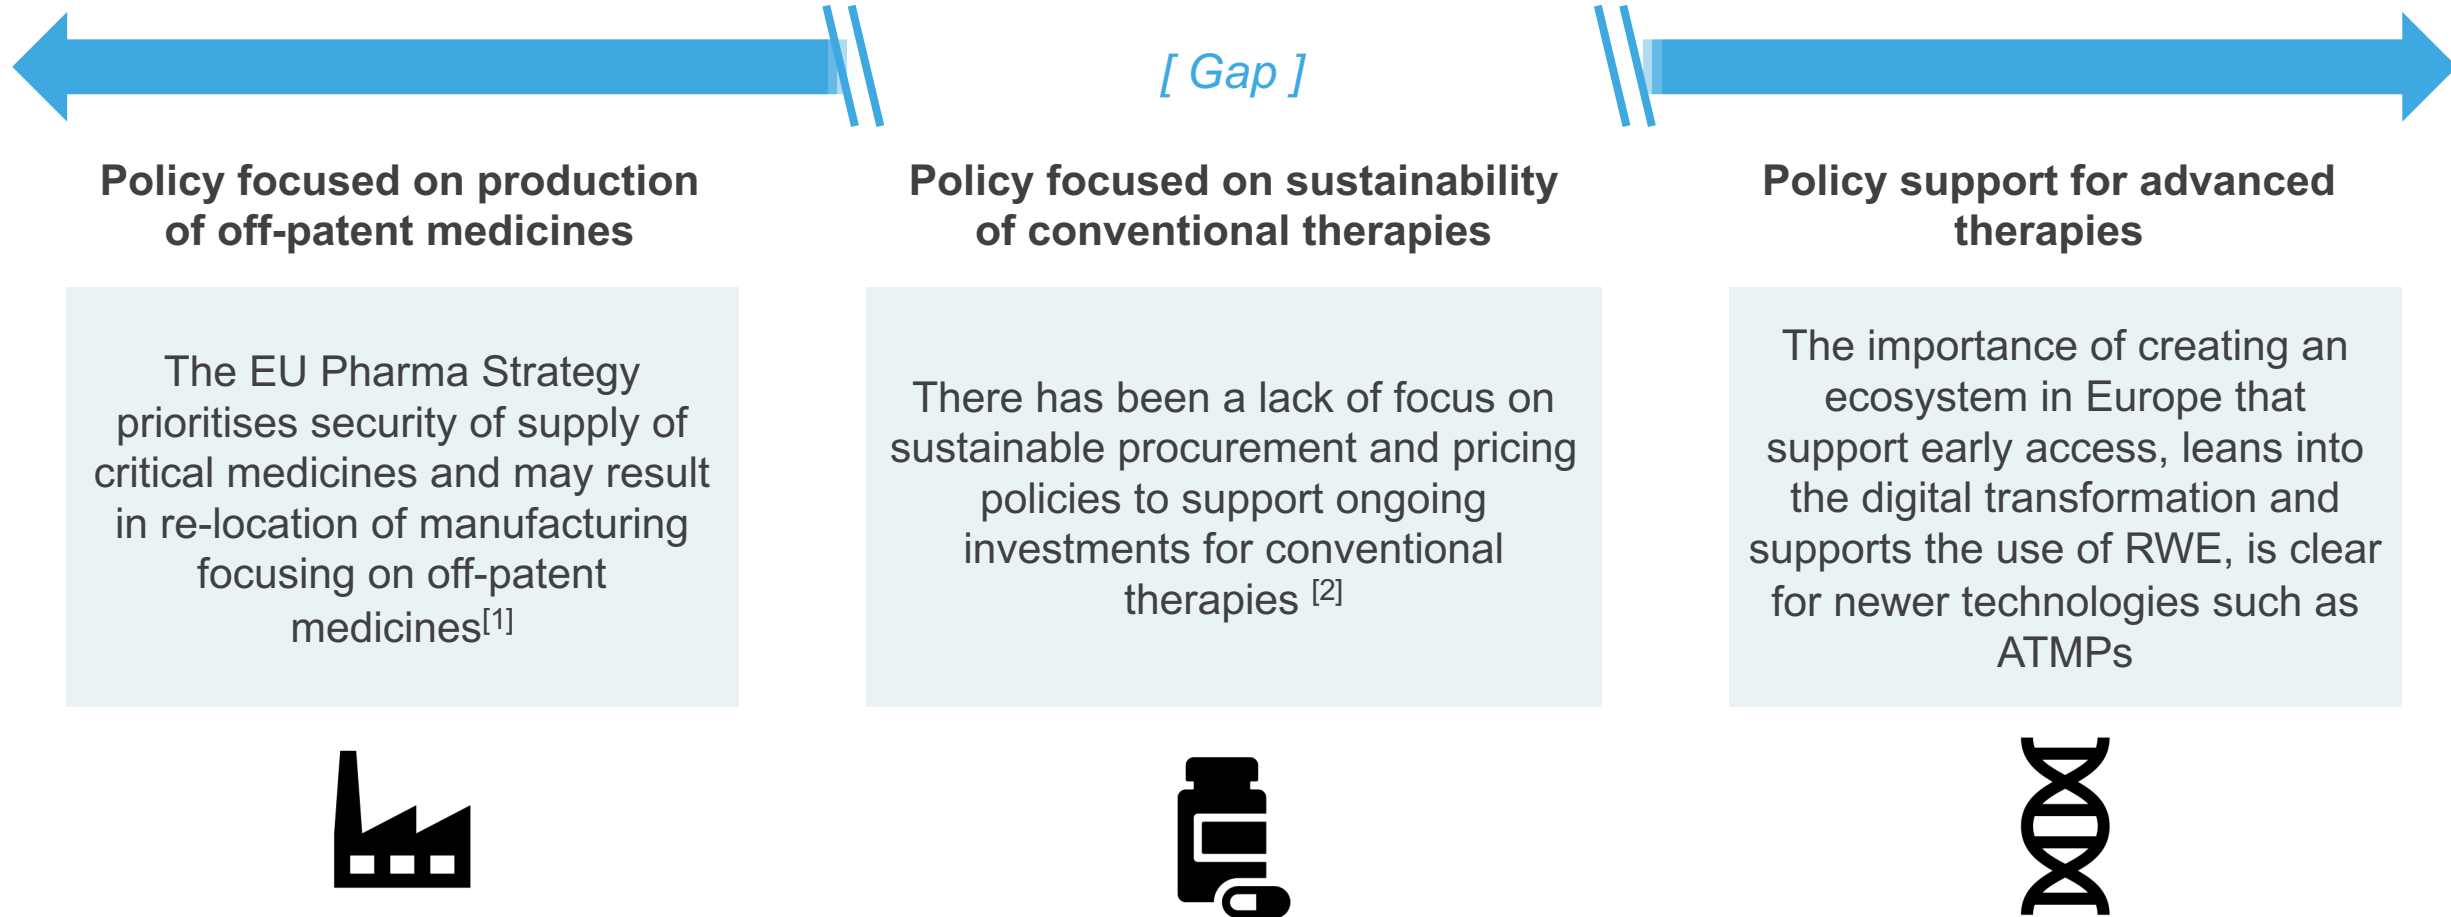 [ Gap ]
Policy focused on production
of off-patent medicines
The EU Pharma Strategy
prioritises security of supply of
critical medicines and may result
in re-location of manufacturing
focusing on off-patent
medicines[1]
Policy focused on sustainability
of conventional therapies
There has been a lack of focus on
sustainable procurement and pricing
policies to support ongoing
investments for conventional
therapies [2]
Policy support for advanced
therapies
The importance of creating an
ecosystem in Europe that
support early access, leans into
the digital transformation and
supports the use of RWE, is clear
for newer technologies such as
ATMPs